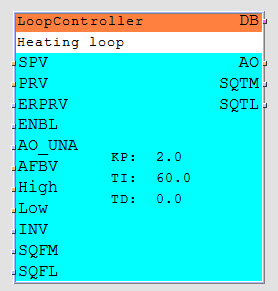 LoopController DB
Heating loop
SPV AO
PRV SQTM
ERPRV SQTL
ENBL
AO_UNA
KP: 2.0
AFBV
TI: 60.0
High
TD: 0.0
Low
INV
SQFM
SQFL